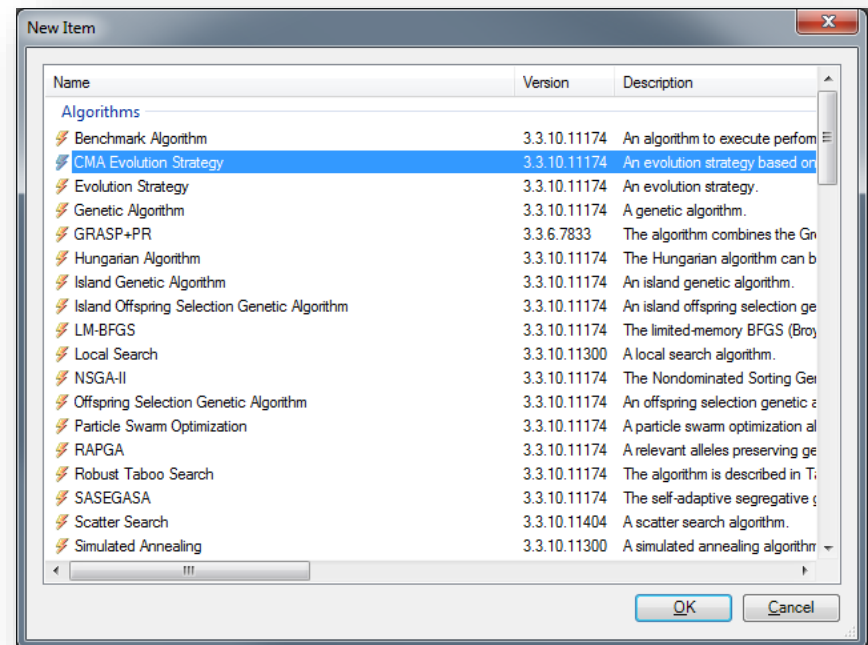 New Item
Name Version Description
Algorithms
Benchmark Algorithm 3.3.10.11174 An algorithm to execute perfom
CMA Evolution Strategy 3.3.10.11174 An evolution strategy based on
Evolution Strategy 3.3.10.11174 An evolution strategy.
Genetic Algorithm 3.3.10.11174 A genetic algorithm.
GRASP+PR 3.3.6.7833 The algorithm combines the Gr
Hungarian Algorithm 3.3.10.11174 The Hungarian algorithm can b
Island Genetic Algorithm 3.3.10.11174 An island genetic algorithm.
Island Offspring Selection Genetic Algorithm 3.3.10.11174 An island offspring selection ge
LM-BFGS 3.3.10.11174 The limited-memory BFGS (Broy
Local Search 3.3.10.11300 A local search algorithm.
NSGA-II 3.3.10.11174 The Nondominated Sorting Ge
Offspring Selection Genetic Algorithm 3.3.10.11174 An offspring selection genetic a
Particle Swarm Optimization 3.3.10.11174 A particle swarm optimization al
RAPGA 3.3.10.11174 A relevant alleles preserving ge
Robust Taboo Search 3.3.10.11174 The algorithm is described in T
SASEGASA 3.3.10.11174 The self-adaptive segregative g
Scatter Search 3.3.10.11404 A scatter search algorithm.
Simulated Annealing 3.3.10.11300 A simulated annealing algorithm
OK Cancel